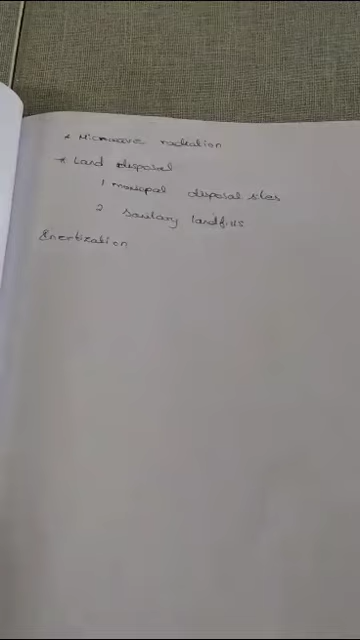 * Microwave radiation
* Land disposal
1 municipal disposal sites
2 sanitary landfills
Inertization